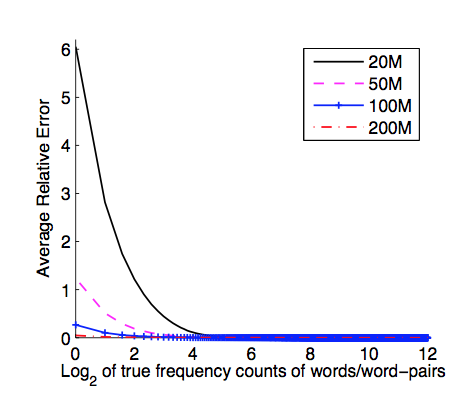 6
5
4
3
2
1
0
Average Relative Error
20M
50M
100M
200M
0 2 4 6 8 10 12
Log2 of true frequency counts of words/word-pairs